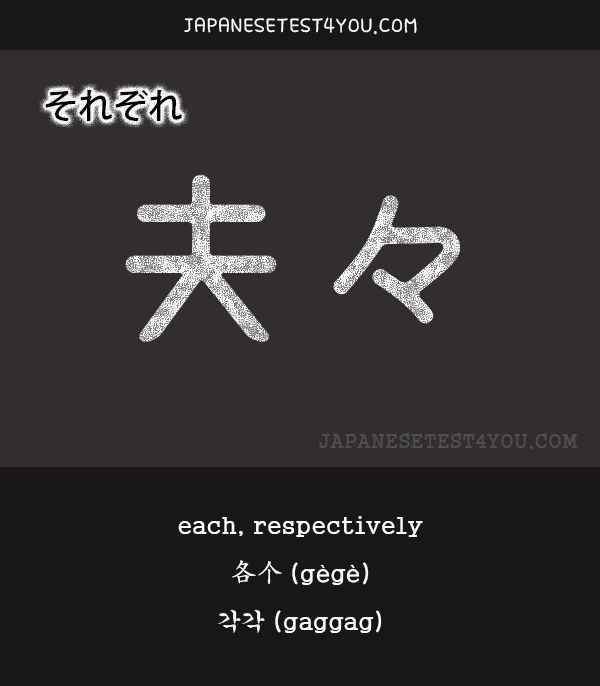 JAPANESETEST4YOU.COM
それぞれ
夫々
JAPANESETEST4YOU.COM
each, respectively
各个 (gègè)
각각 (gaggag)